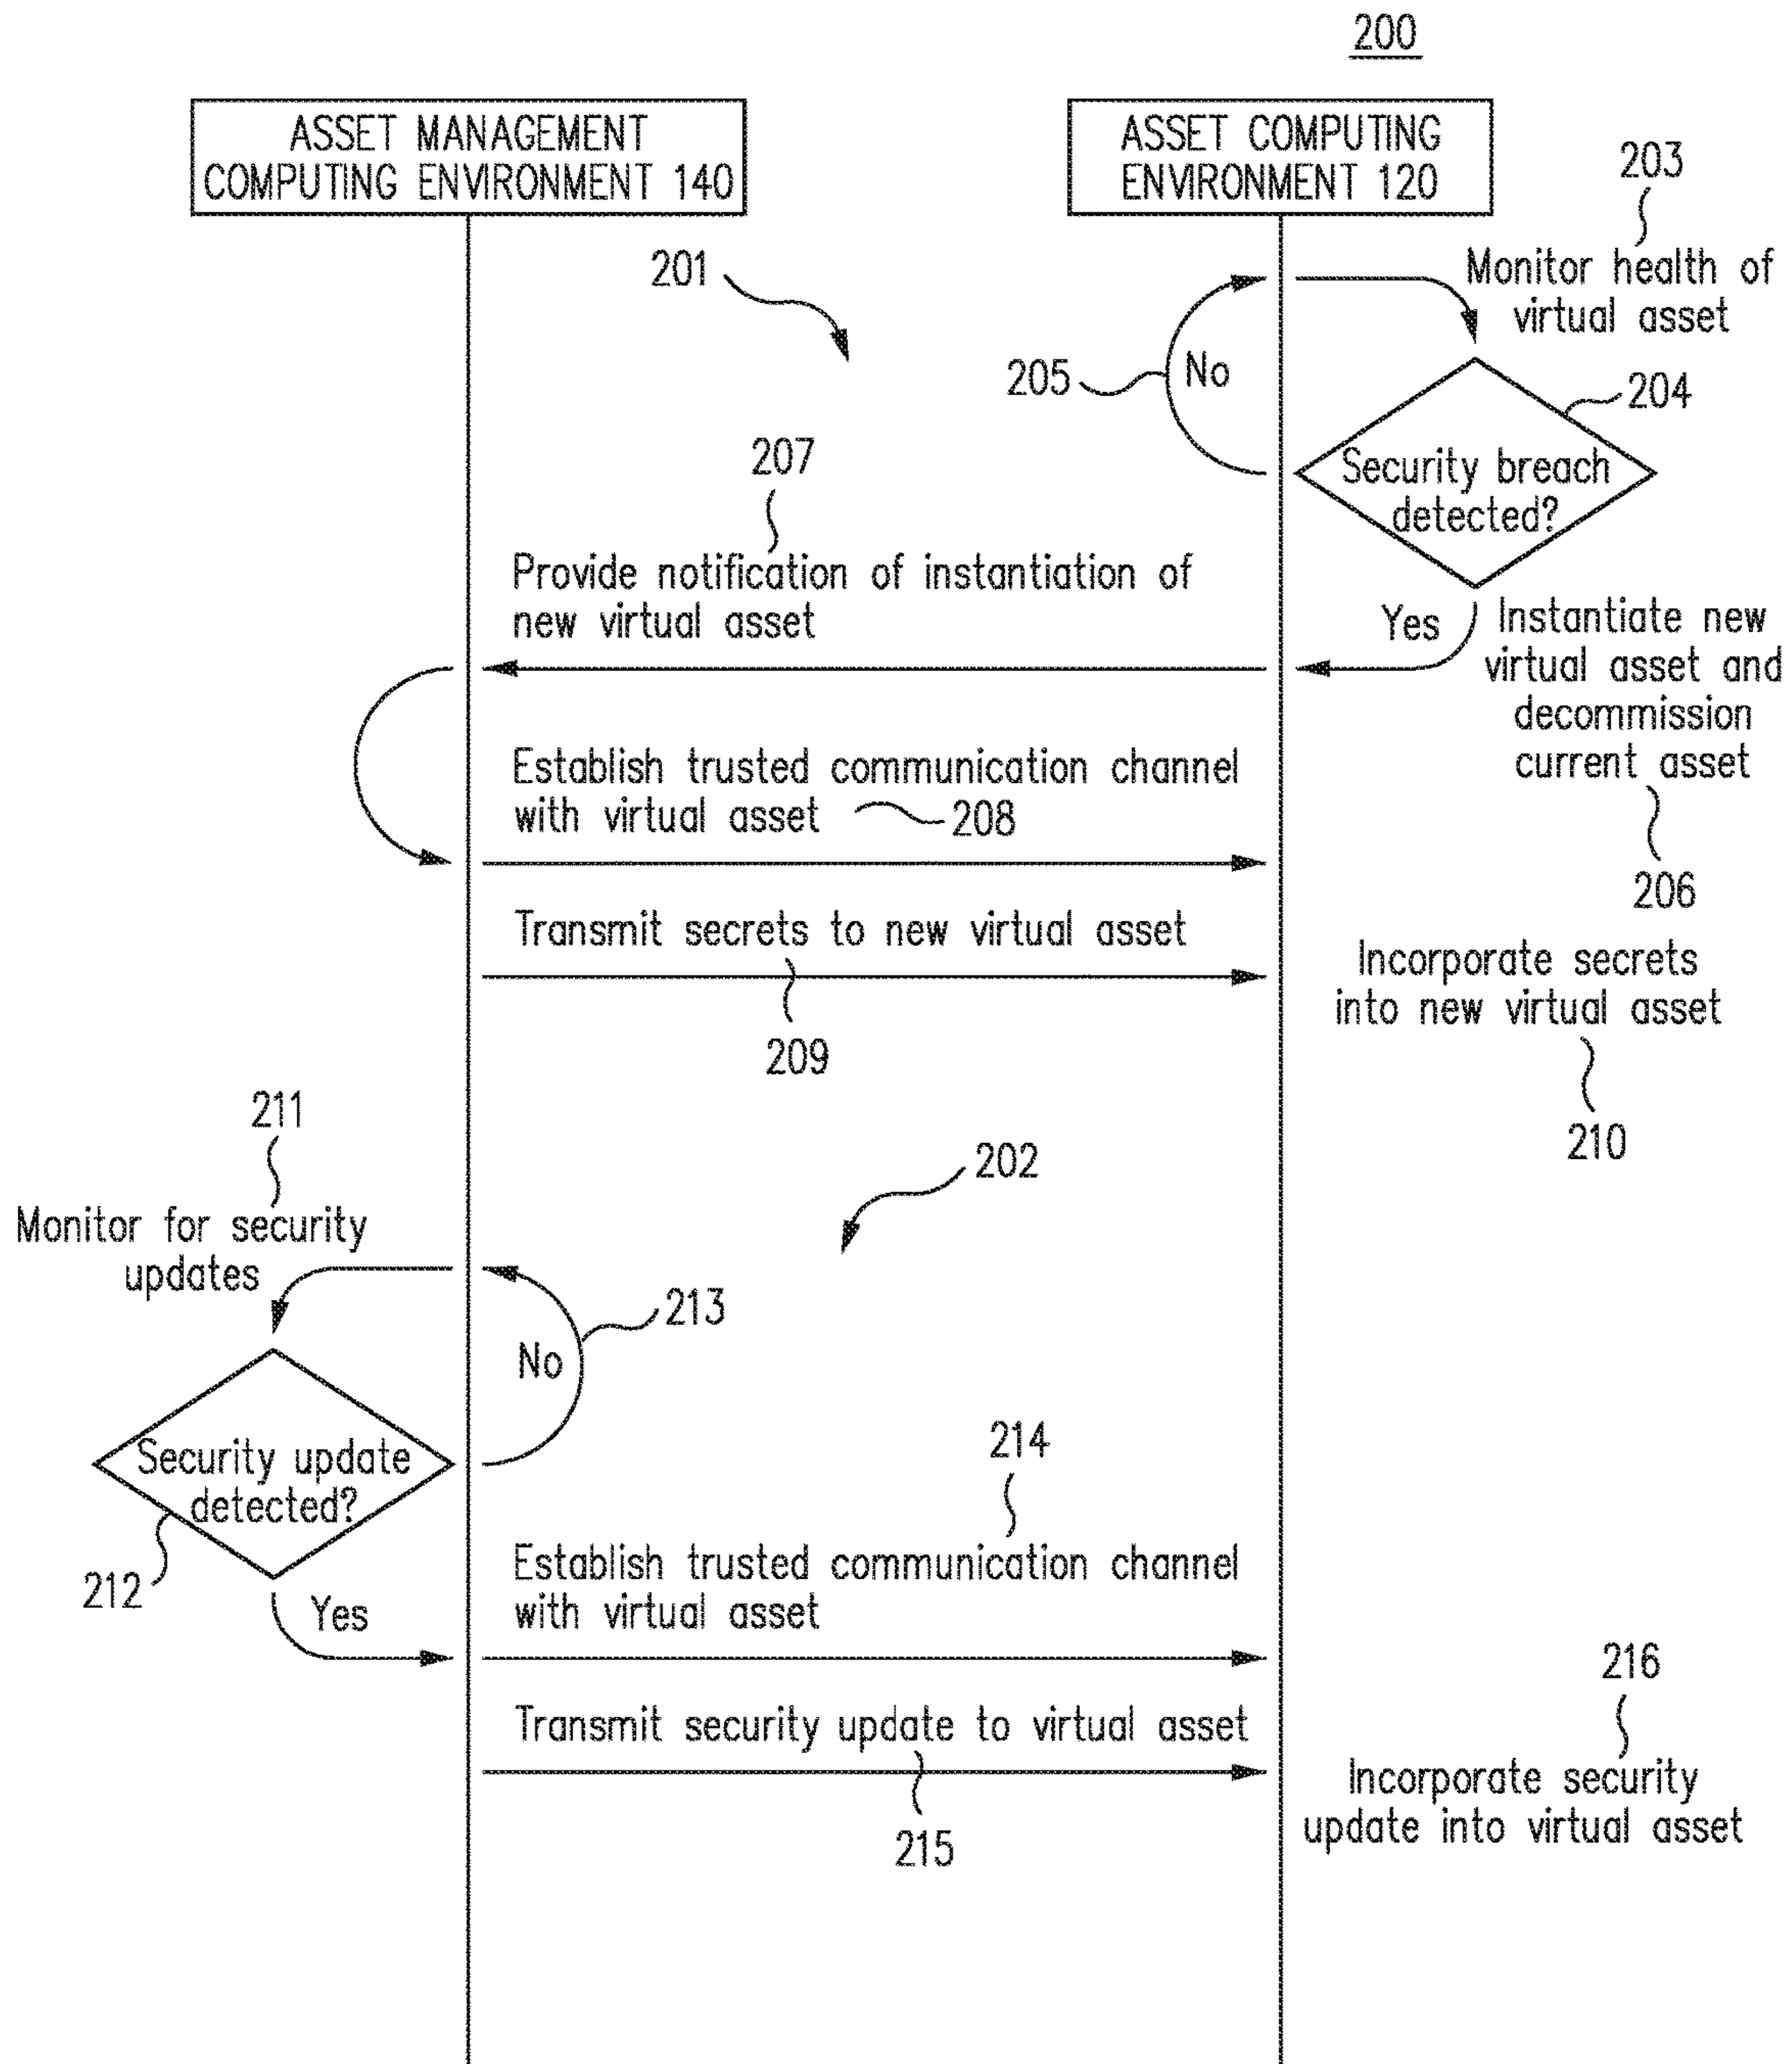 200
ASSET MANAGEMENT
COMPUTING ENVIRONMENT 140
ASSET COMPUTING
ENVIRONMENT 120
203
Monitor health of
virtual asset
201
205
No
204
Security breach
detected?
207
Provide notification of instantiation of
new virtual asset
Yes
Instantiate new
virtual asset and
decommission
current asset
206
Establish trusted communication channel
with virtual asset
208
Transmit secrets to new virtual asset
209
Incorporate secrets
into new virtual asset
210
211
Monitor for security
updates
202
213
No
Security update
detected?
212
Yes
214
Establish trusted communication channel
with virtual asset
Transmit security update to virtual asset
215
216
Incorporate security
update into virtual asset